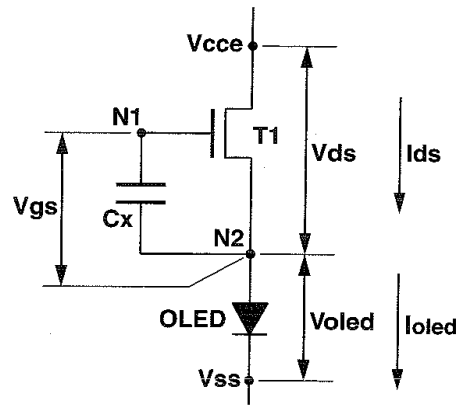 Vcce
N1
T1
Vds
Ids
Vgs
Cx
N2
OLED
Voled
Ioled
Vss